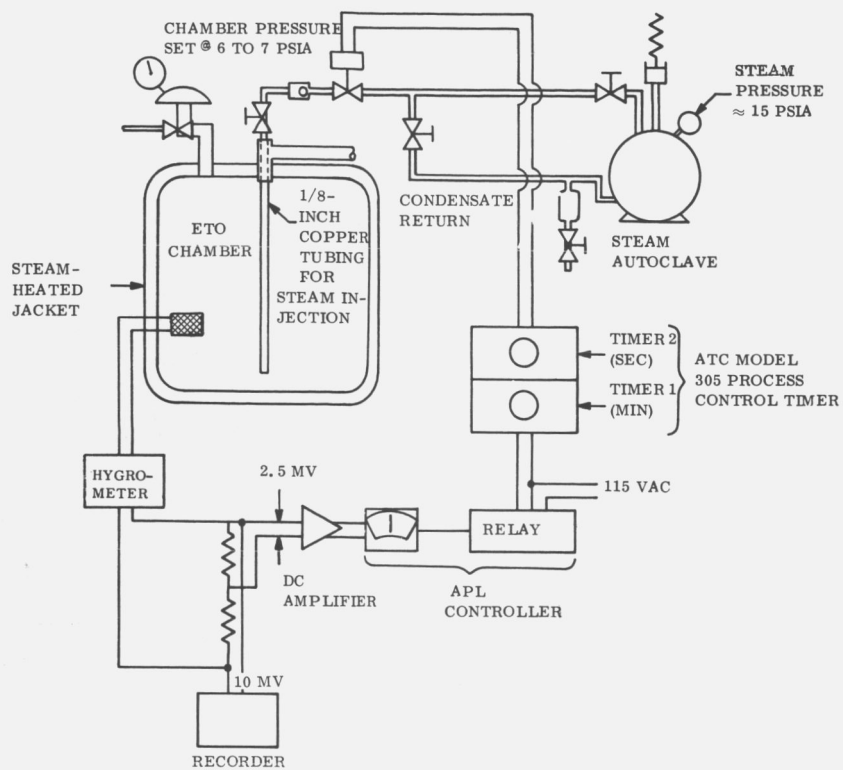 CHAMBER PRESSURE
SET @ 6 TO 7 PSIA
STEAM
PRESSURE
≈ 15 PSIA
1/8-
INCH
COPPER
TUBING
FOR
STEAM IN-
JECTION
ETO
CHAMBER
CONDENSATE
RETURN
STEAM
AUTOCLAVE
STEAM-
HEATED
JACKET
TIMER 2
(SEC)
TIMER 1
(MIN)
ATC MODEL
305 PROCESS
CONTROL TIMER
HYGRO-
METER
2.5 MV
115 VAC
RELAY
DC
AMPLIFIER
APL
CONTROLLER
10 MV
RECORDER